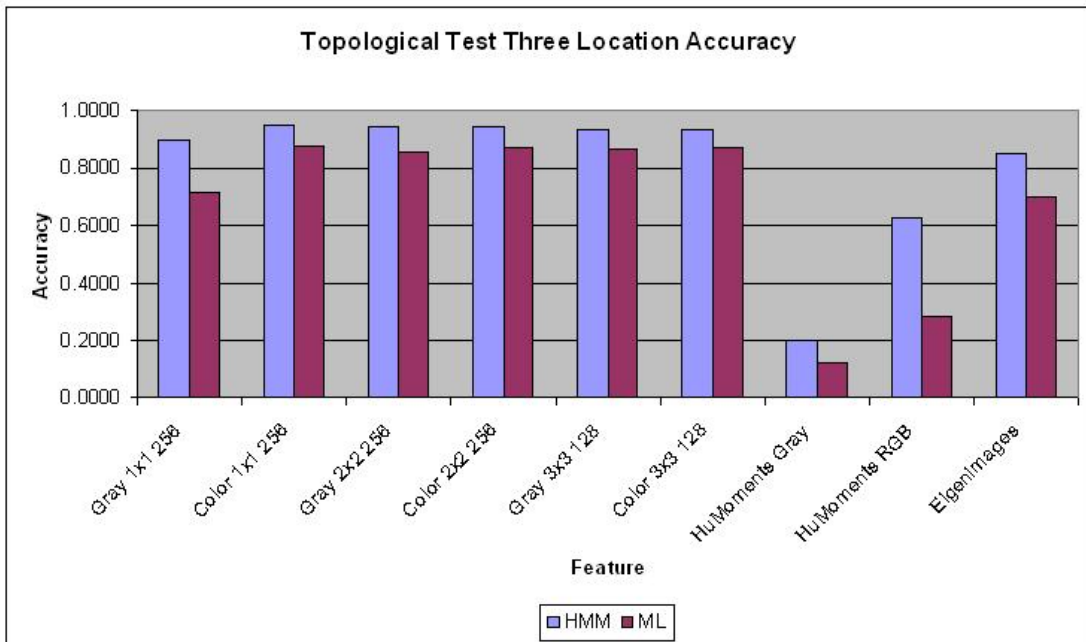 Topological Test Three Location Accuracy
1.0000
0.8000
0.6000
0.4000
0.2000
0.0000
Accuracy
Gray 1x1 256
Color 1x1 256
Gray 2x2 256
Color 2x2 256
Gray 3x3 128
Color 3x3 128
HuMoments Gray
HuMoments RGB
EigenImages
Feature
HMM ML